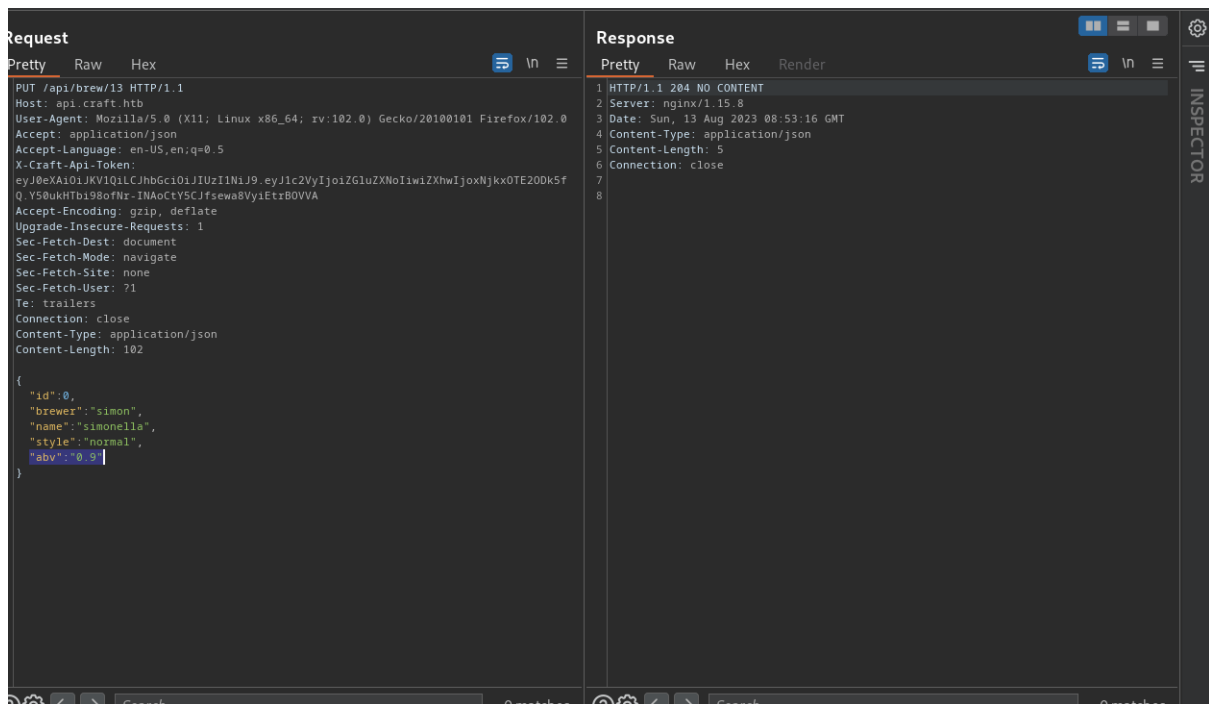 Request
Pretty Raw Hex \n
PUT /api/brew/13 HTTP/1.1
Host: api.craft.htb
User-Agent: Mozilla/5.0 (X11; Linux x86_64; rv:102.0) Gecko/20100101 Firefox/102.0
Accept: application/json
Accept-Language: en-US,en;q=0.5
X-Craft-Api-Token:
eyJ0eXAiOiJKV1QiLCJhbGciOiJIUzI1NiJ9.eyJ1c2VyIjoiZGluZXNoIiwiZXhwIjoxNjkxOTE2ODk5f
Q.Y50ukHTbi98ofNr-INAoCtY5CJfsewa8VyiEtrBOVVA
Accept-Encoding: gzip, deflate
Upgrade-Insecure-Requests: 1
Sec-Fetch-Dest: document
Sec-Fetch-Mode: navigate
Sec-Fetch-Site: none
Sec-Fetch-User: ?1
Te: trailers
Connection: close
Content-Type: application/json
Content-Length: 102
{
"id":0,
"brewer":"simon",
"name":"simonella",
"style":"normal",
"abv":"0.9"
}
Response
Pretty Raw Hex Render \n
1 HTTP/1.1 204 NO CONTENT
2 Server: nginx/1.15.8
3 Date: Sun, 13 Aug 2023 08:53:16 GMT
4 Content-Type: application/json
5 Content-Length: 5
6 Connection: close
7
8
INSPECTOR